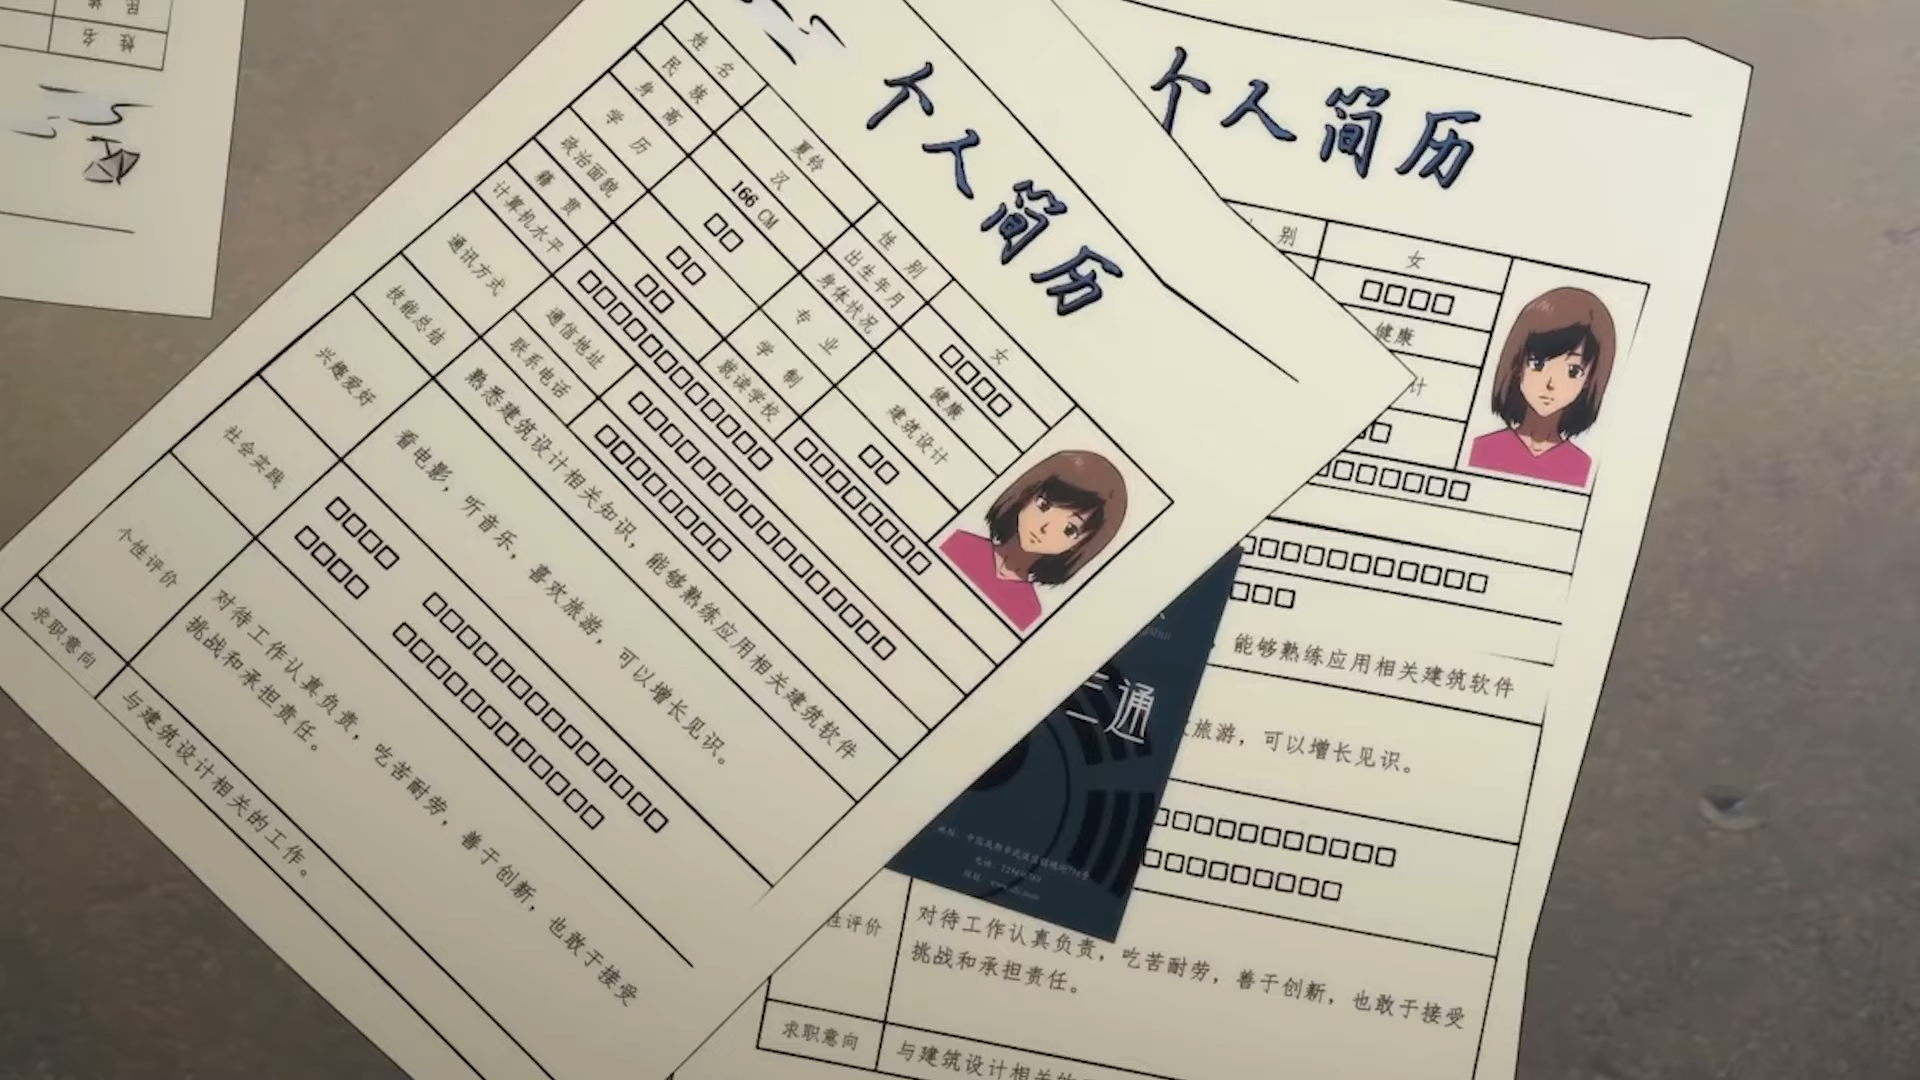 个人简历
姓名 夏铃 性别 女
民族 汉 出生年月 □□□□
身高 166 CM 身体状况 健康
学历 □□ 专业 建筑设计
政治面貌 □□ 学制 □□
籍贯 □□ 就读学校 □□□□□□□□
计算机水平 □□□□□□□□□□□□
通讯方式 通信地址
联系电话
技能总结 熟悉建筑设计相关知识，能够熟练应用相关建筑软件
兴趣爱好 看电影，听音乐，喜欢旅游，可以增长见识。
社会实践
个性评价 对待工作认真负责，吃苦耐劳，善于创新，也敢于接受
挑战和承担责任。
求职意向 与建筑设计相关的工作。
个人简历
别 女
□□□□
健康
计
，能够熟练应用相关建筑软件
旅游，可以增长见识。
性评价 对待工作认真负责，吃苦耐劳，善于创新，也敢于接受
挑战和承担责任。
求职意向 与建筑设计相关的
三通
姓名